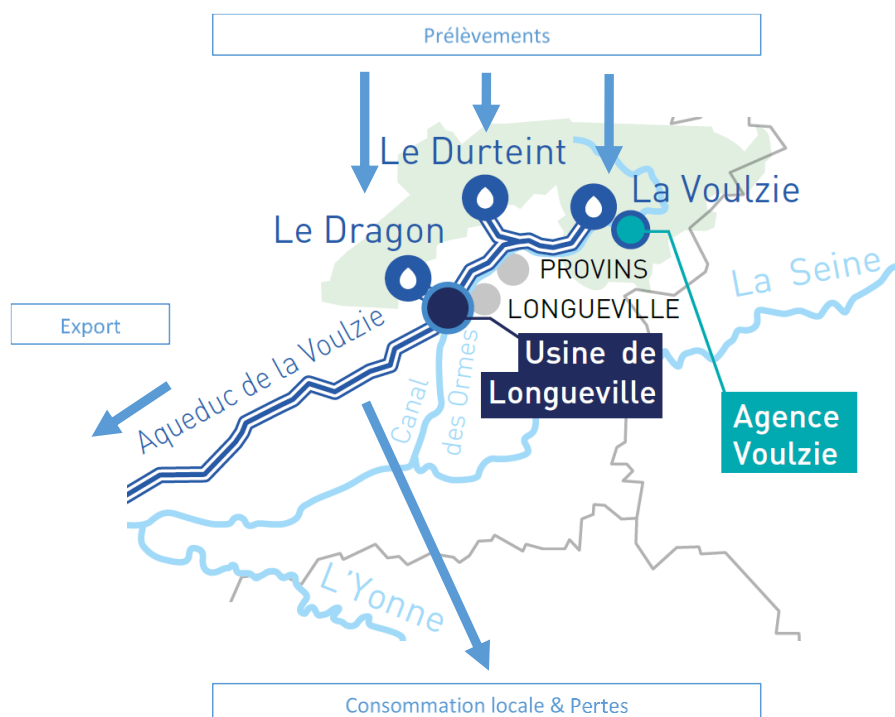 Prélèvements
Le Durteint
La Voulzie
Le Dragon
PROVINS
La Seine
LONGUEVILLE
Export
Usine de
Longueville
Aqueduc de la Voulzie
Canal
des Ormes
Agence
Voulzie
L'Yonne
Consommation locale & Pertes